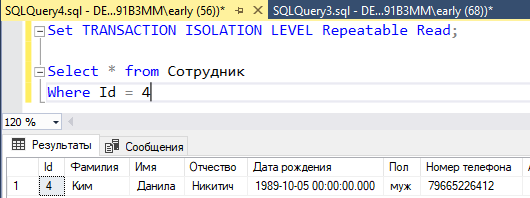 SQLQuery4.sql - DE...91B3MM\early (56))* SQLQuery3.sql - DE...91B3MM\early (68))*
Set TRANSACTION ISOLATION LEVEL Repeatable Read;
Select * from Сотрудник
Where Id = 4
120 %
Результаты Сообщения
Id Фамилия Имя Отчество Дата рождения Пол Номер телефона
1 4 Ким Данила Никитич 1989-10-05 00:00:00.000 муж 79665226412